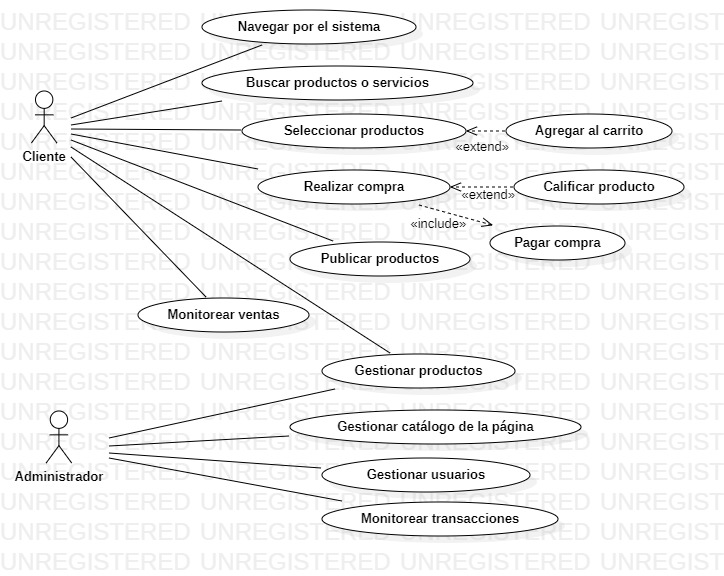 Navegar por el sistema
Buscar productos o servicios
Cliente
Seleccionar productos
«extend»
Agregar al carrito
Realizar compra
«extend»
Calificar producto
«include»
Pagar compra
Publicar productos
Monitorear ventas
Gestionar productos
Administrador
Gestionar catálogo de la página
Gestionar usuarios
Monitorear transacciones
UNREGISTERED UNREGISTERED UNREGISTERED UNREGIST